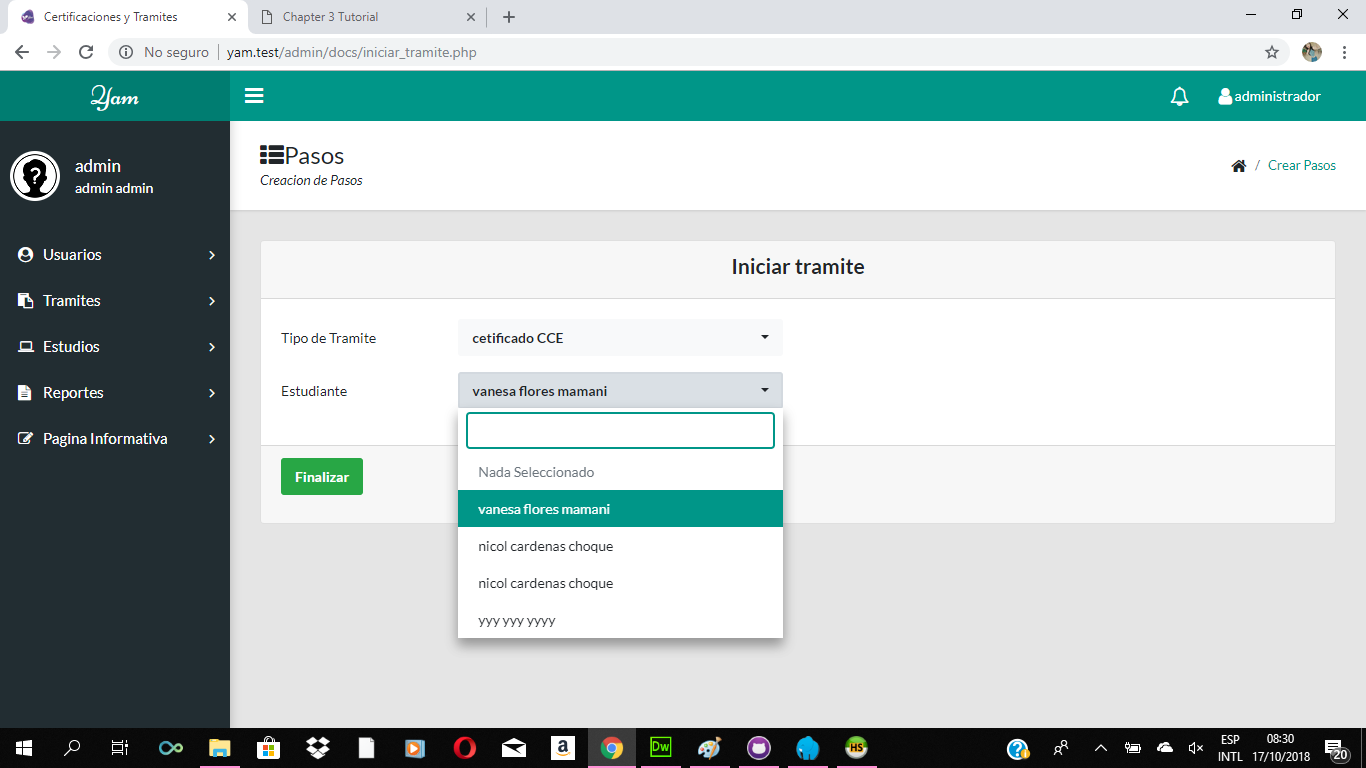 Certificaciones y Tramites
Chapter 3 Tutorial
No seguro
yam.test/admin/docs/iniciar_tramite.php
Yam
administrador
admin
admin admin
Pasos
Creacion de Pasos
/ Crear Pasos
Usuarios
Tramites
Estudios
Reportes
Pagina Informativa
Iniciar tramite
Tipo de Tramite
cetificado CCE
Estudiante
vanesa flores mamani
Nada Seleccionado
vanesa flores mamani
nicol cardenas choque
nicol cardenas choque
yyy yyy yyyy
Finalizar
a
Dw
HS
ESP
INTL
08:30
17/10/2018
20